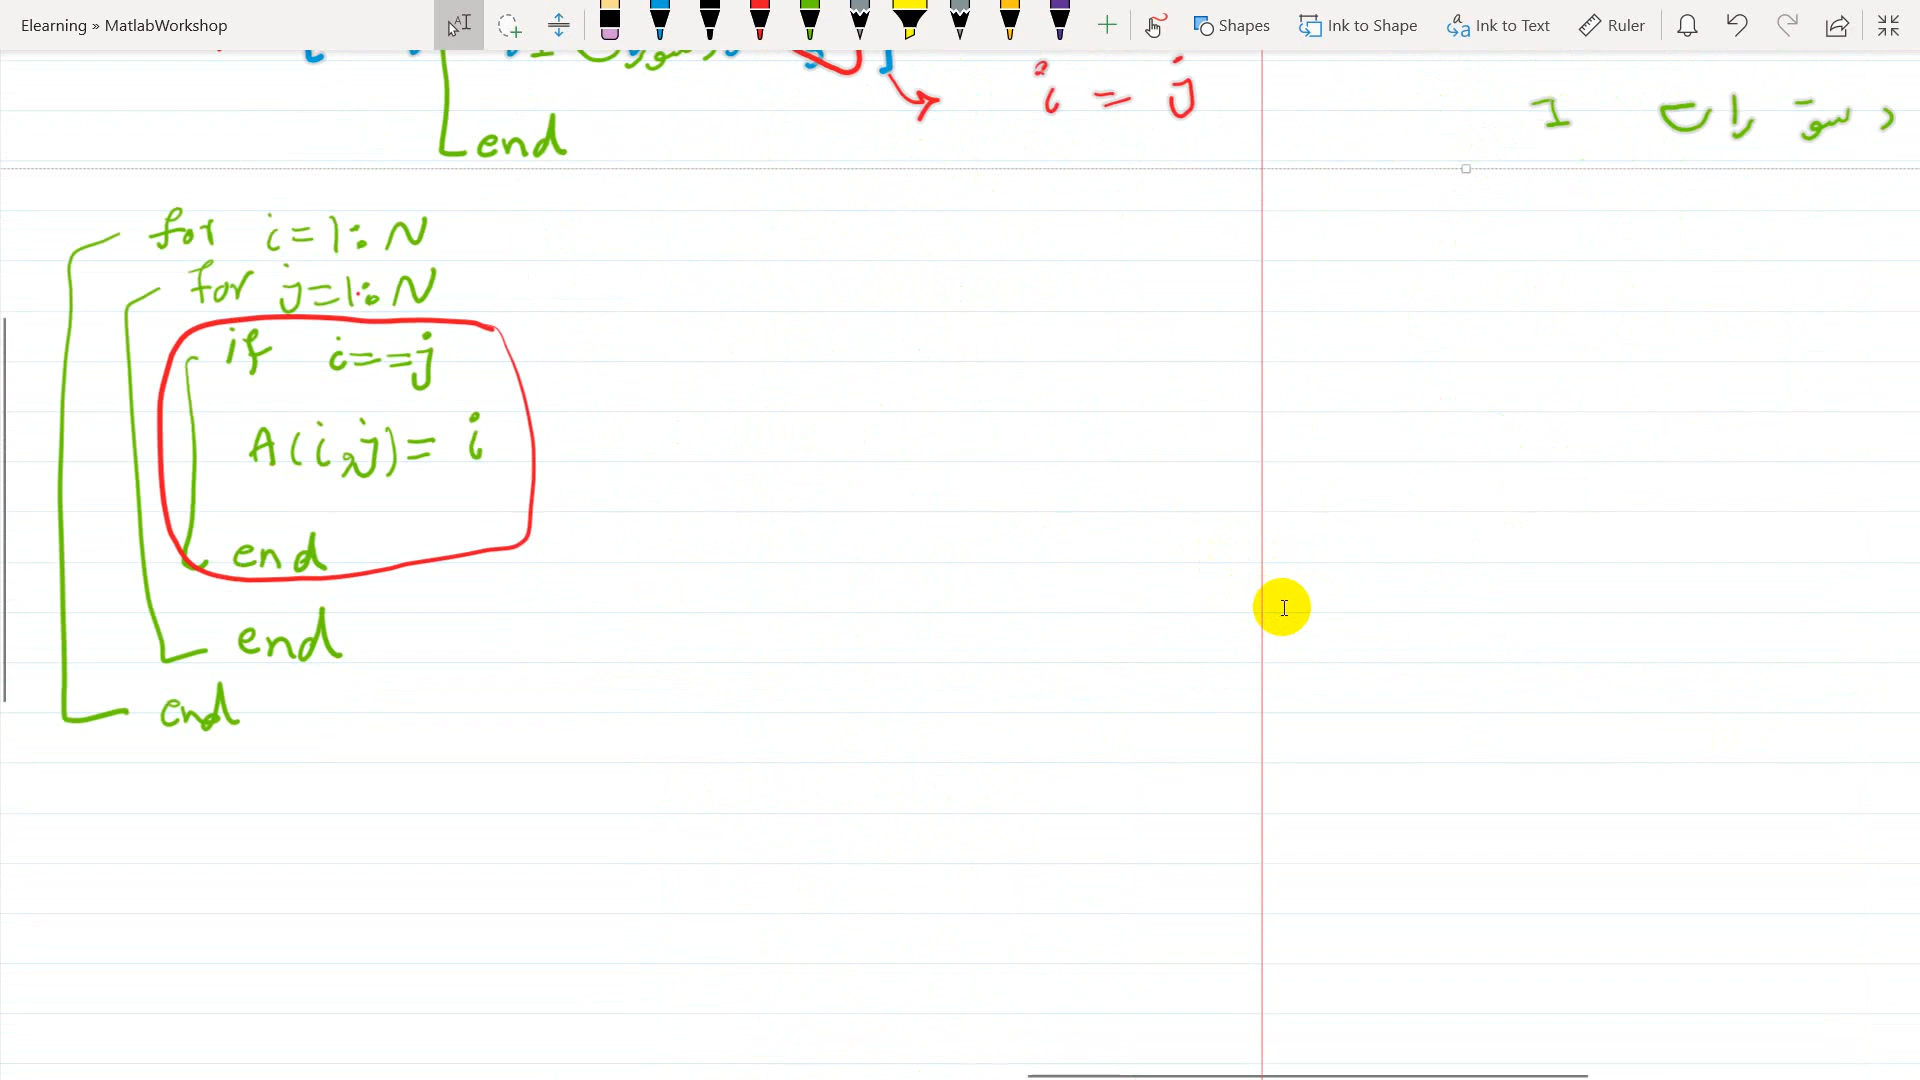 Elearning » MatlabWorkshop
Shapes Ink to Shape Ink to Text Ruler
i = j
end
for i=1:N
for j=1:N
if i==j
A(i,j)= i
end
end
end